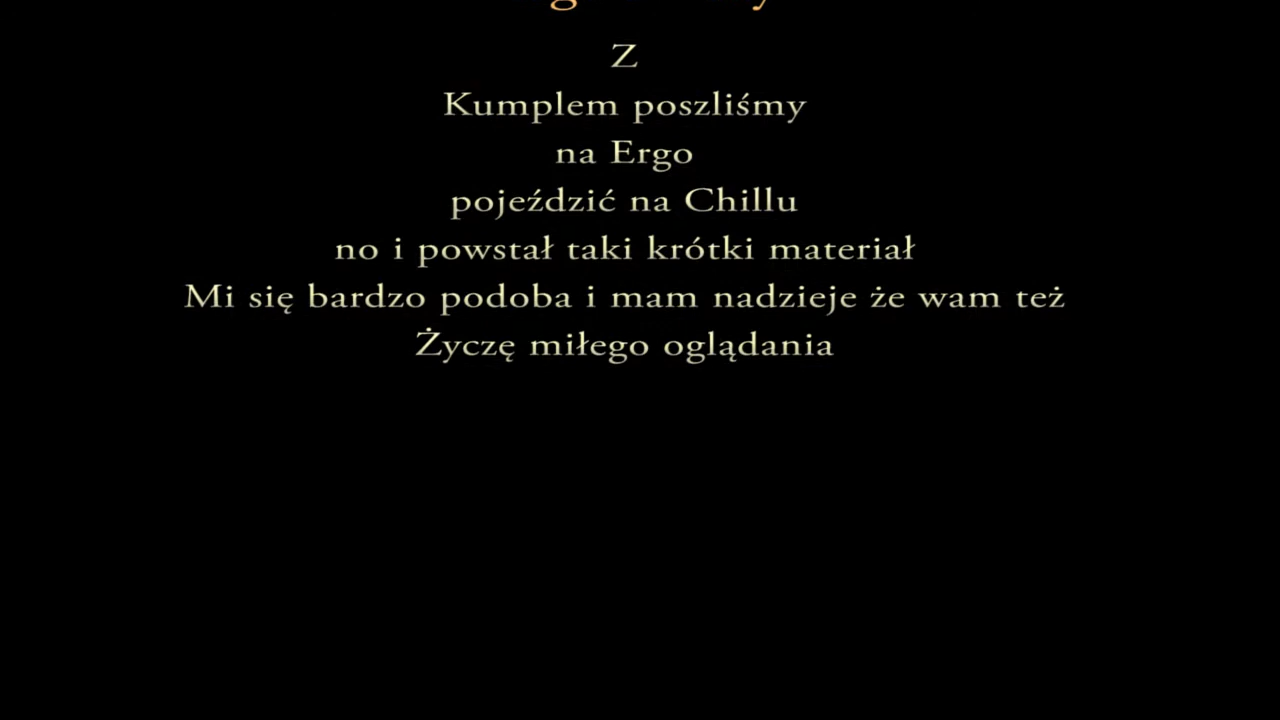 Z
Kumplem poszliśmy
na Ergo
pojeździć na Chillu
no i powstał taki krótki materiał
Mi się bardzo podoba i mam nadzieje że wam też
Życzę miłego oglądania